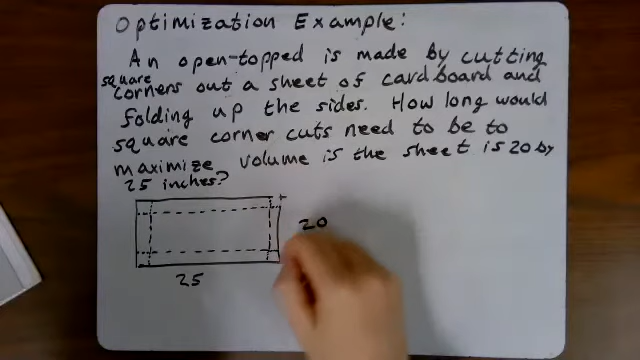 Optimization Example:
An open-topped is made by cutting
square
corners out a sheet of cardboard and
folding up the sides. How long would
square corner cuts need to be to
maximize volume is the sheet is 20 by
25 inches?
20
25